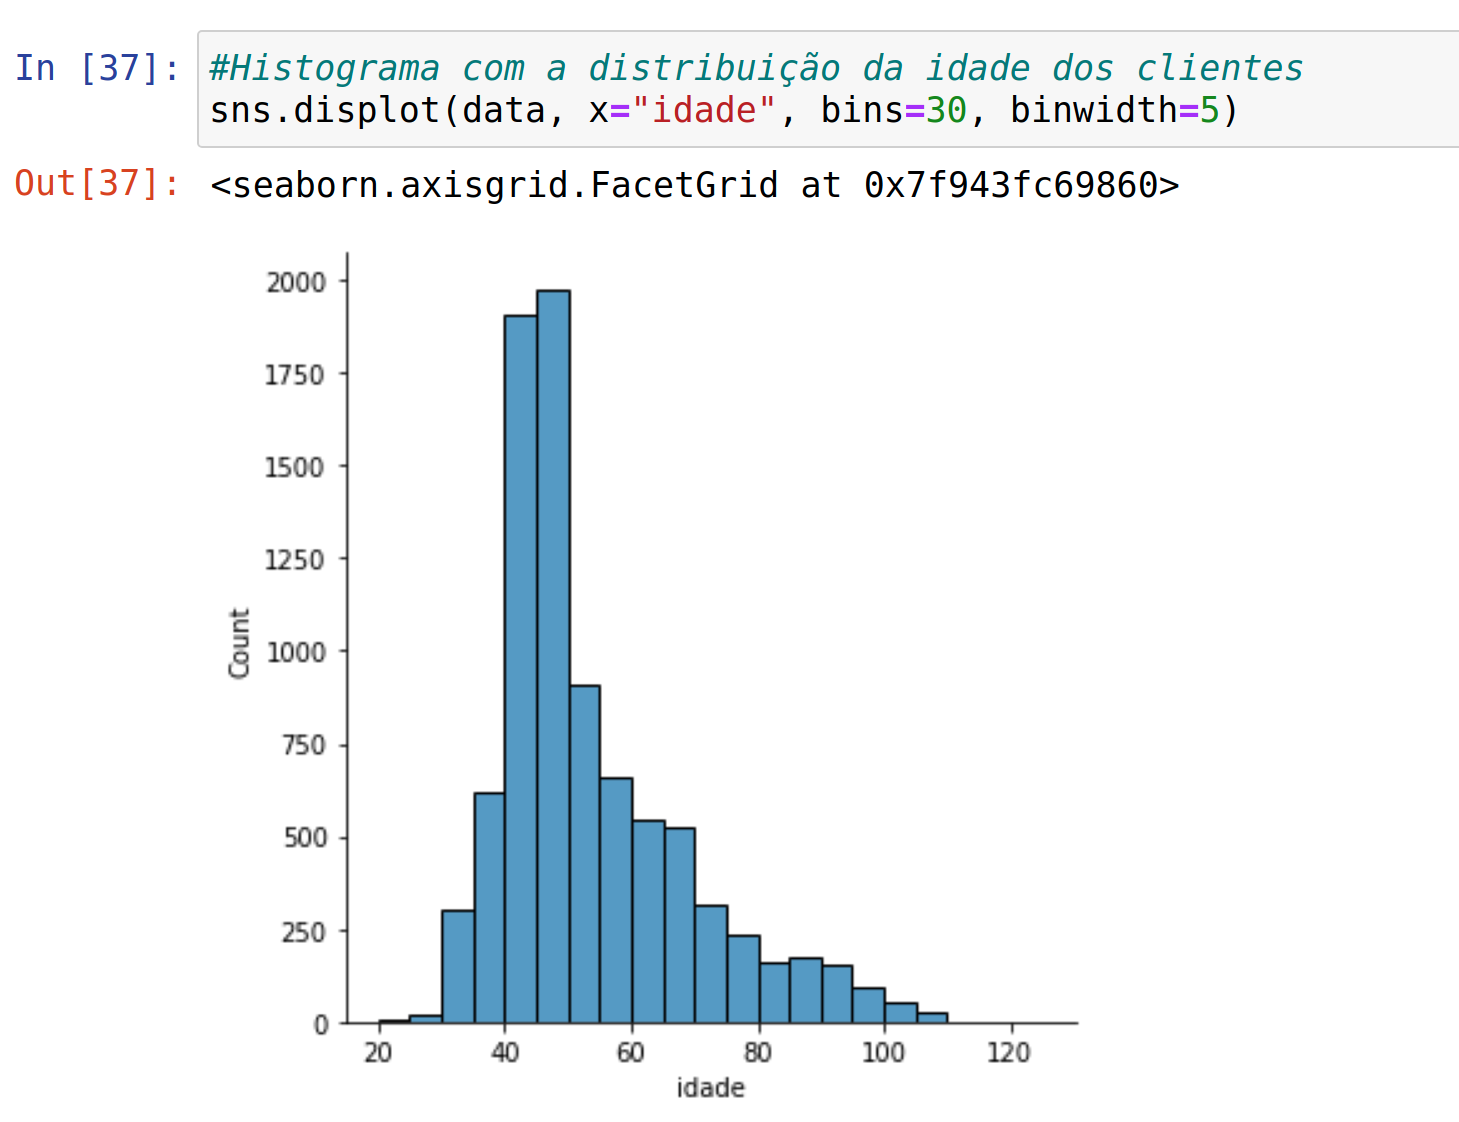 In [37]:
#Histograma com a distribuição da idade dos clientes
sns.displot(data, x="idade", bins=30, binwidth=5)
Out[37]:
<seaborn.axisgrid.FacetGrid at 0x7f943fc69860>
2000
1750
1500
1250
1000
750
500
250
0
Count
20 40 60 80 100 120
idade